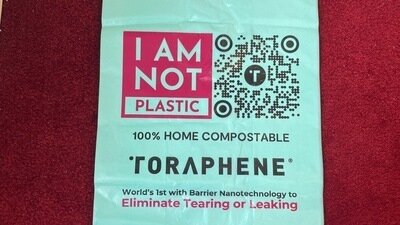 I AM
NOT
PLASTIC
T
100% HOME COMPOSTABLE
TORAPHENE®
World's 1st with Barrier Nanotechnology to
Eliminate Tearing or Leaking